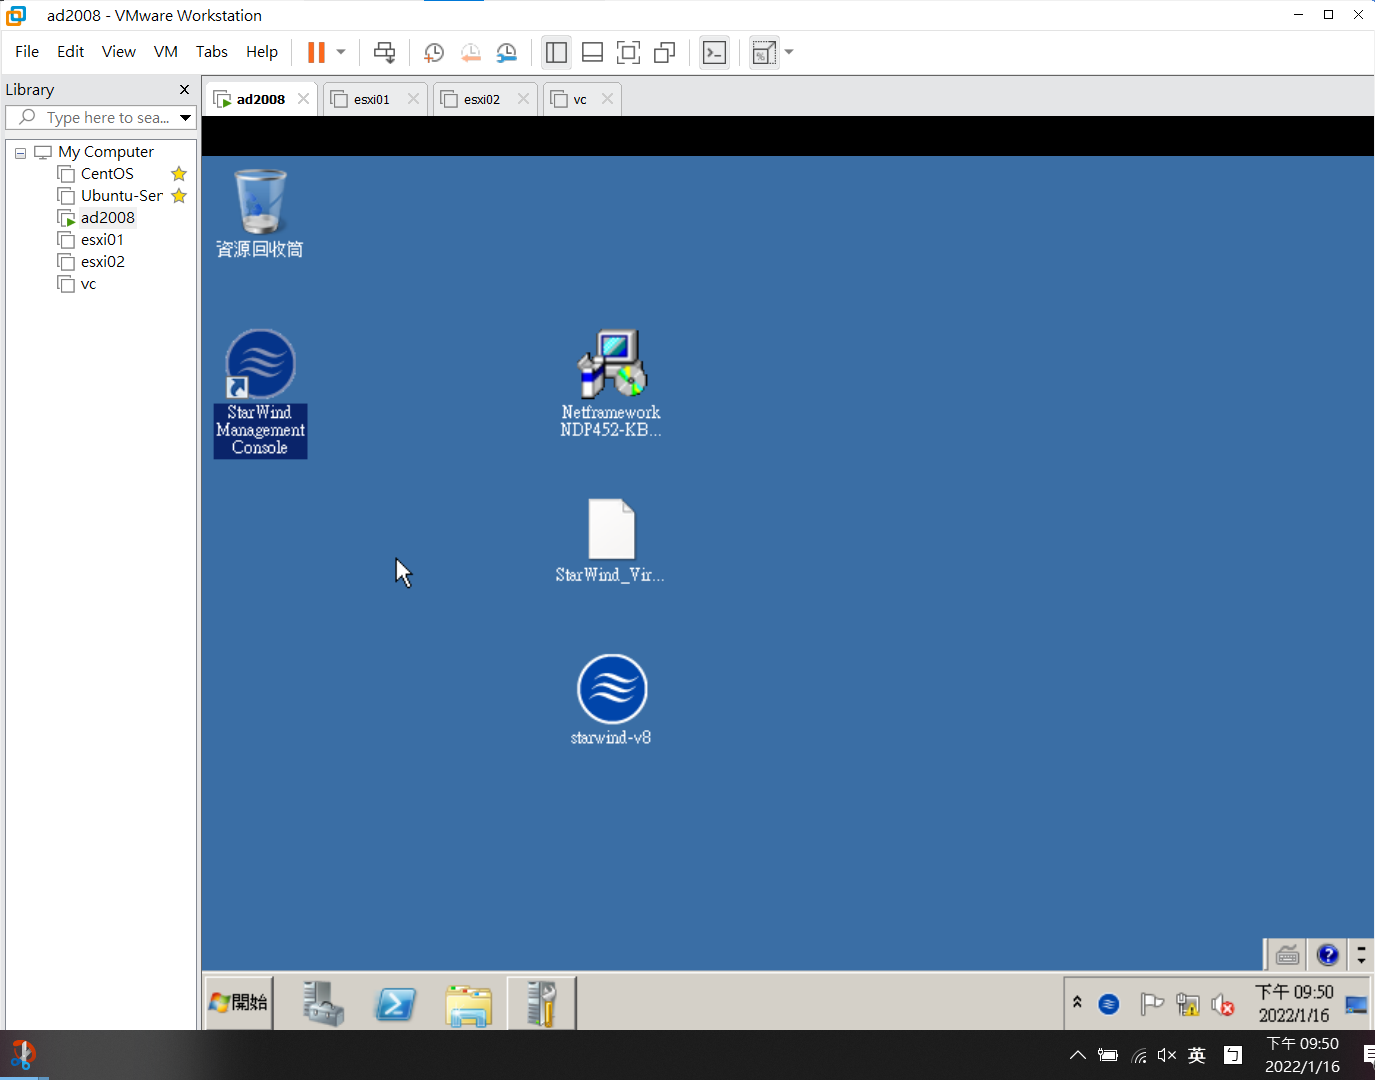 ad2008 - VMware Workstation
File Edit View VM Tabs Help
Library
Type here to sea...
ad2008 esxi01 esxi02 vc
My Computer
CentOS
Ubuntu-Ser
ad2008
esxi01
esxi02
vc
資源回收筒
StarWind
Management
Console
Netframework
NDP452-KB...
StarWind_Vir...
starwind-v8
開始
下午 09:50
2022/1/16
英
下午 09:50
2022/1/16